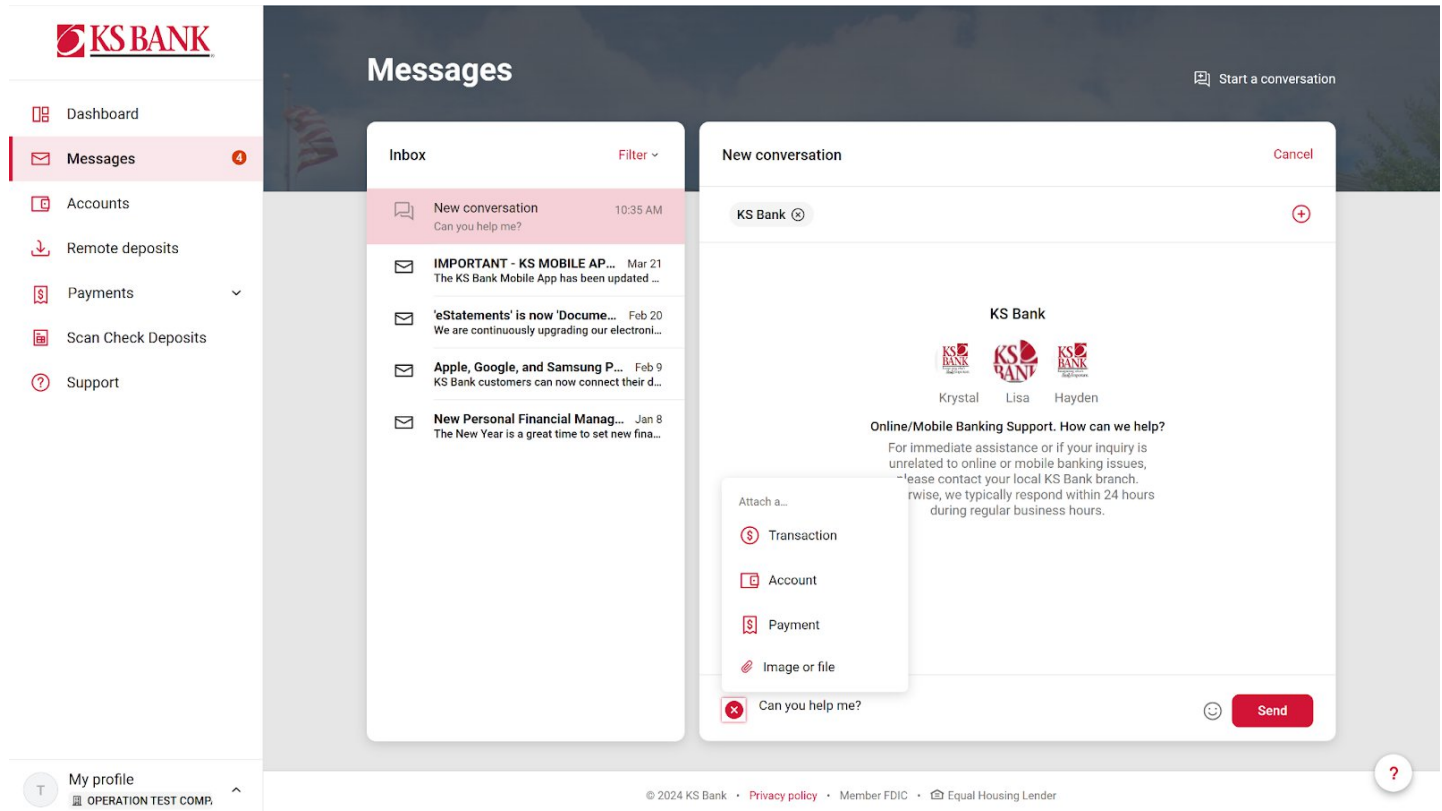 KS BANK
Dashboard
Messages 4
Accounts
Remote deposits
Payments
Scan Check Deposits
Support
T
My profile
OPERATION TEST COMP
Messages
Start a conversation
Inbox
Filter
New conversation 10:35 AM
Can you help me?
IMPORTANT - KS MOBILE AP... Mar 21
The KS Bank Mobile App has been updated ...
'eStatements' is now 'Docume... Feb 20
We are continuously upgrading our electroni...
Apple, Google, and Samsung P... Feb 9
KS Bank customers can now connect their d...
New Personal Financial Manag... Jan 8
The New Year is a great time to set new fina...
New conversation
Cancel
KS Bank
KS Bank
KS BANK
KS BANK
KS BANK
Krystal Lisa Hayden
Online/Mobile Banking Support. How can we help?
For immediate assistance or if your inquiry is
unrelated to online or mobile banking issues,
please contact your local KS Bank branch.
rwise, we typically respond within 24 hours
during regular business hours.
Attach a...
Transaction
Account
Payment
Image or file
Can you help me?
Send
?
© 2024 KS Bank • Privacy policy • Member FDIC • Equal Housing Lender